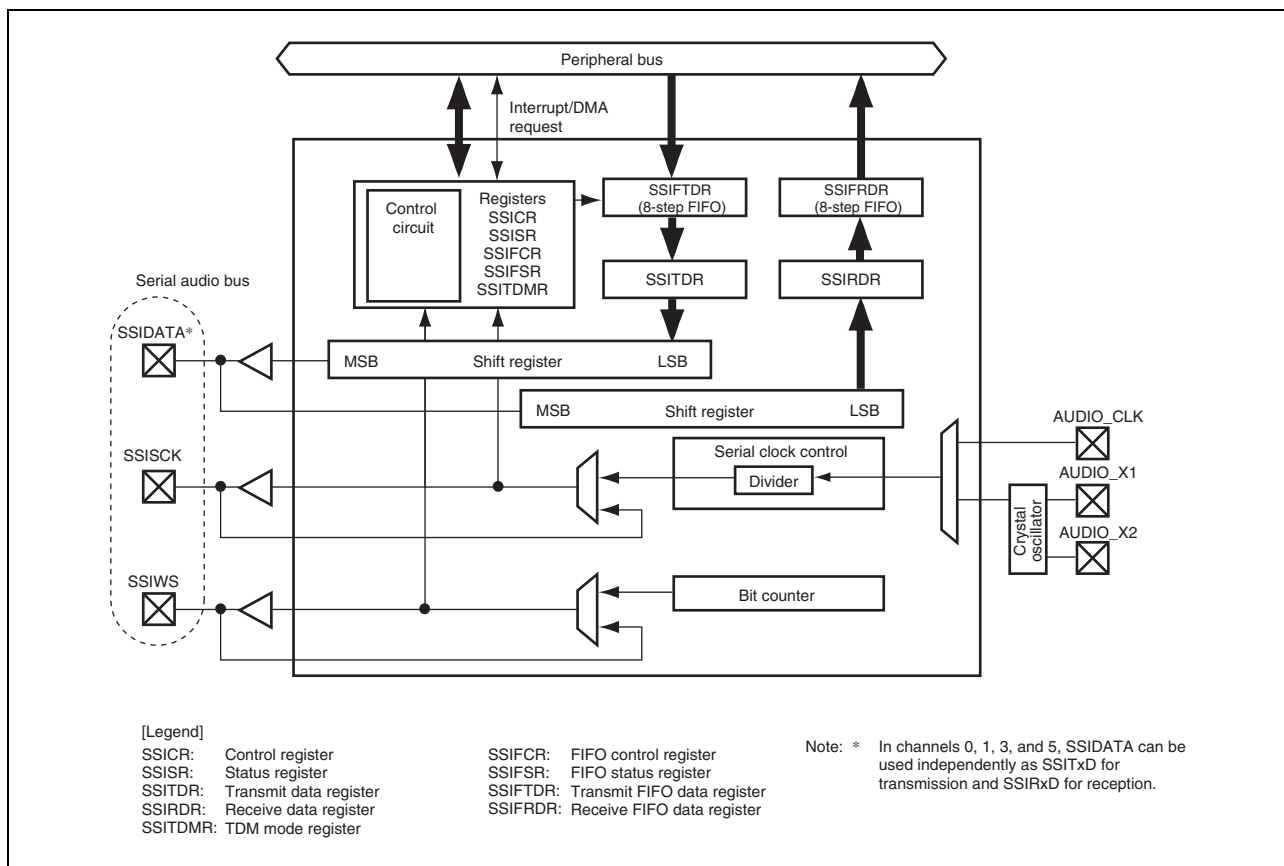 Peripheral bus
Interrupt/DMA
request
Control
circuit
Registers
SSICR
SSISR
SSIFCR
SSIFSR
SSITDMR
SSIFTDR
(8-step FIFO)
SSIFRDR
(8-step FIFO)
SSITDR
SSIRDR
Serial audio bus
SSIDATA*
MSB Shift register LSB
MSB Shift register LSB
SSISCK
Serial clock control
Divider
AUDIO_CLK
AUDIO_X1
AUDIO_X2
Crystal
oscillator
SSIWS
Bit counter
[Legend]
SSICR: Control register
SSISR: Status register
SSITDR: Transmit data register
SSIRDR: Receive data register
SSITDMR: TDM mode register
SSIFCR: FIFO control register
SSIFSR: FIFO status register
SSIFTDR: Transmit FIFO data register
SSIFRDR: Receive FIFO data register
Note: * In channels 0, 1, 3, and 5, SSIDATA can be
used independently as SSITxD for
transmission and SSIRxD for reception.